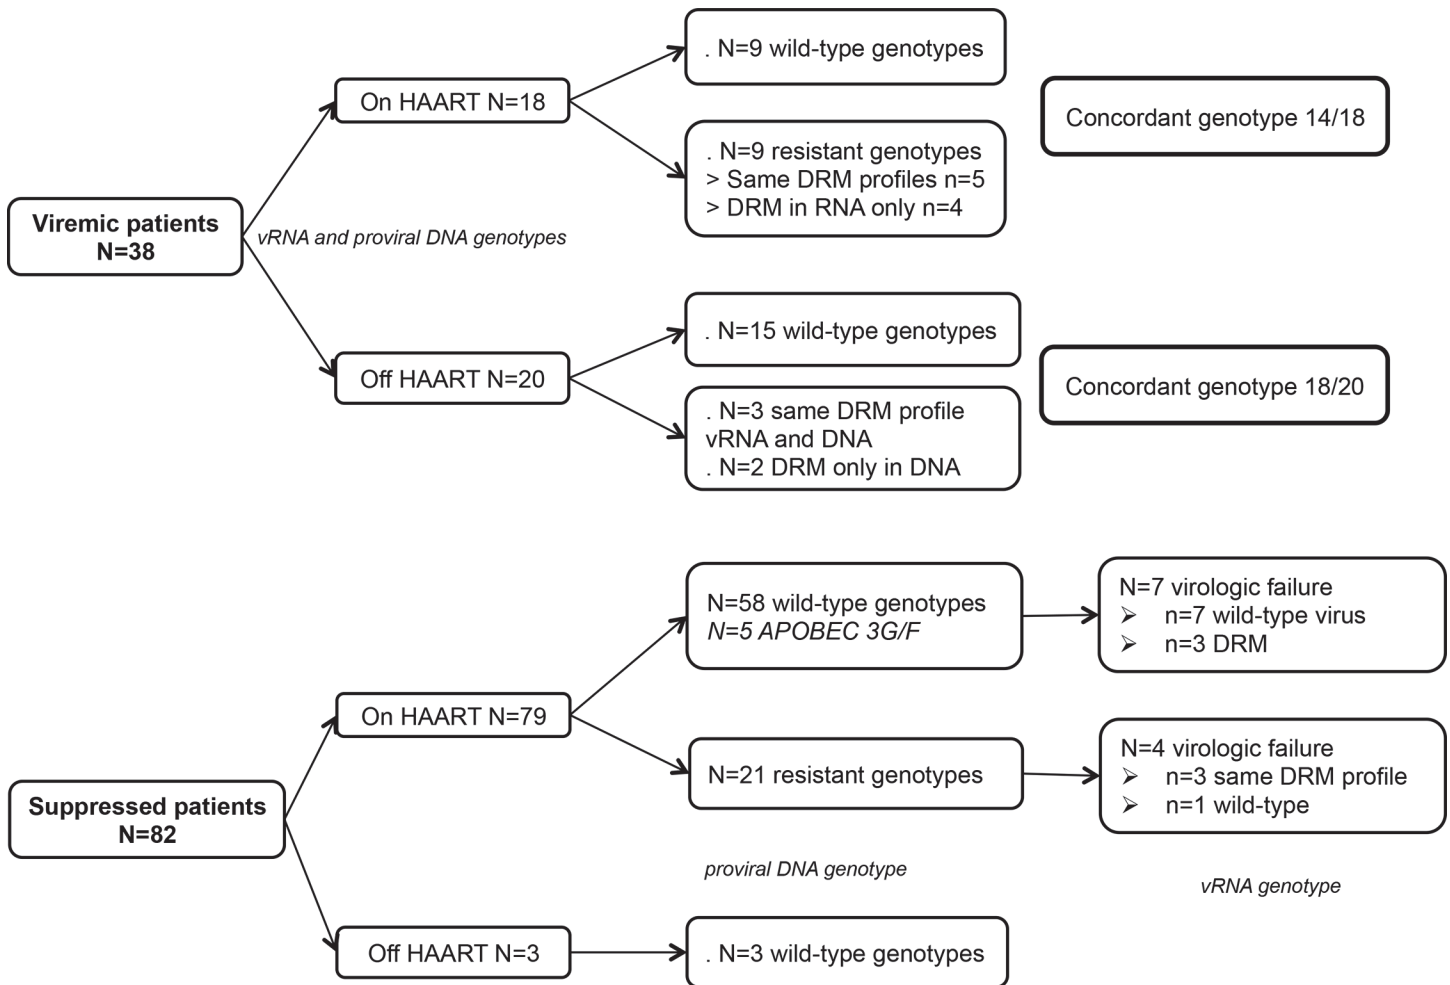 Viremic patients
N=38
vRNA and proviral DNA genotypes
On HAART N=18
. N=9 wild-type genotypes
. N=9 resistant genotypes
> Same DRM profiles n=5
> DRM in RNA only n=4
Concordant genotype 14/18
Off HAART N=20
. N=15 wild-type genotypes
. N=3 same DRM profile
vRNA and DNA
. N=2 DRM only in DNA
Concordant genotype 18/20
Suppressed patients
N=82
On HAART N=79
N=58 wild-type genotypes
N=5 APOBEC 3G/F
N=7 virologic failure
➢ n=7 wild-type virus
➢ n=3 DRM
N=21 resistant genotypes
N=4 virologic failure
➢ n=3 same DRM profile
➢ n=1 wild-type
proviral DNA genotype
vRNA genotype
Off HAART N=3
. N=3 wild-type genotypes